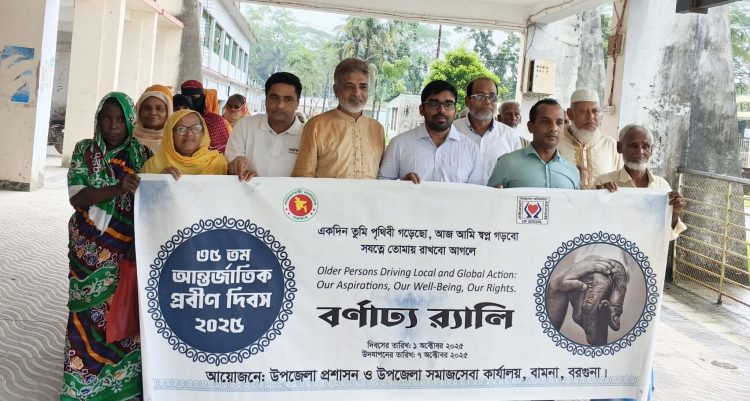 ৩৫ তম
আন্তর্জাতিক
প্রবীণ দিবস
২০২৫
একদিন তুমি পৃথিবী গড়েছো, আজ আমি স্বপ্ন গড়বো
সযত্নে তোমায় রাখবো আগলে
Older Persons Driving Local and Global Action:
Our Aspirations, Our Well-Being, Our Rights.
বর্ণাঢ্য র‍্যালি
দিবসের তারিখ: ১ অক্টোবর ২০২৫
উদযাপনের তারিখ: ৭ অক্টোবর ২০২৫
আয়োজনে: উপজেলা প্রশাসন ও উপজেলা সমাজসেবা কার্যালয়, বামনা, বরগুনা।